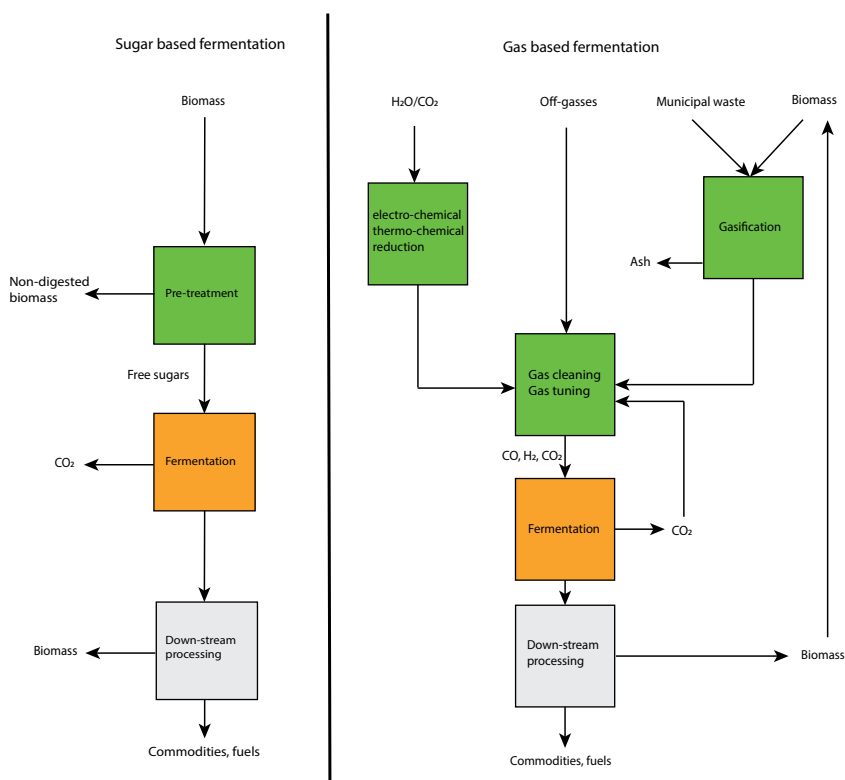 Sugar based fermentation
Biomass
Pre-treatment
Non-digested
biomass
Free sugars
Fermentation
CO₂
Down-stream
processing
Biomass
Commodities, fuels
Gas based fermentation
H₂O/CO₂
Off-gasses
Municipal waste
Biomass
electro-chemical
thermo-chemical
reduction
Gasification
Ash
Gas cleaning
Gas tuning
CO, H₂, CO₂
Fermentation
CO₂
Down-stream
processing
Biomass
Commodities, fuels